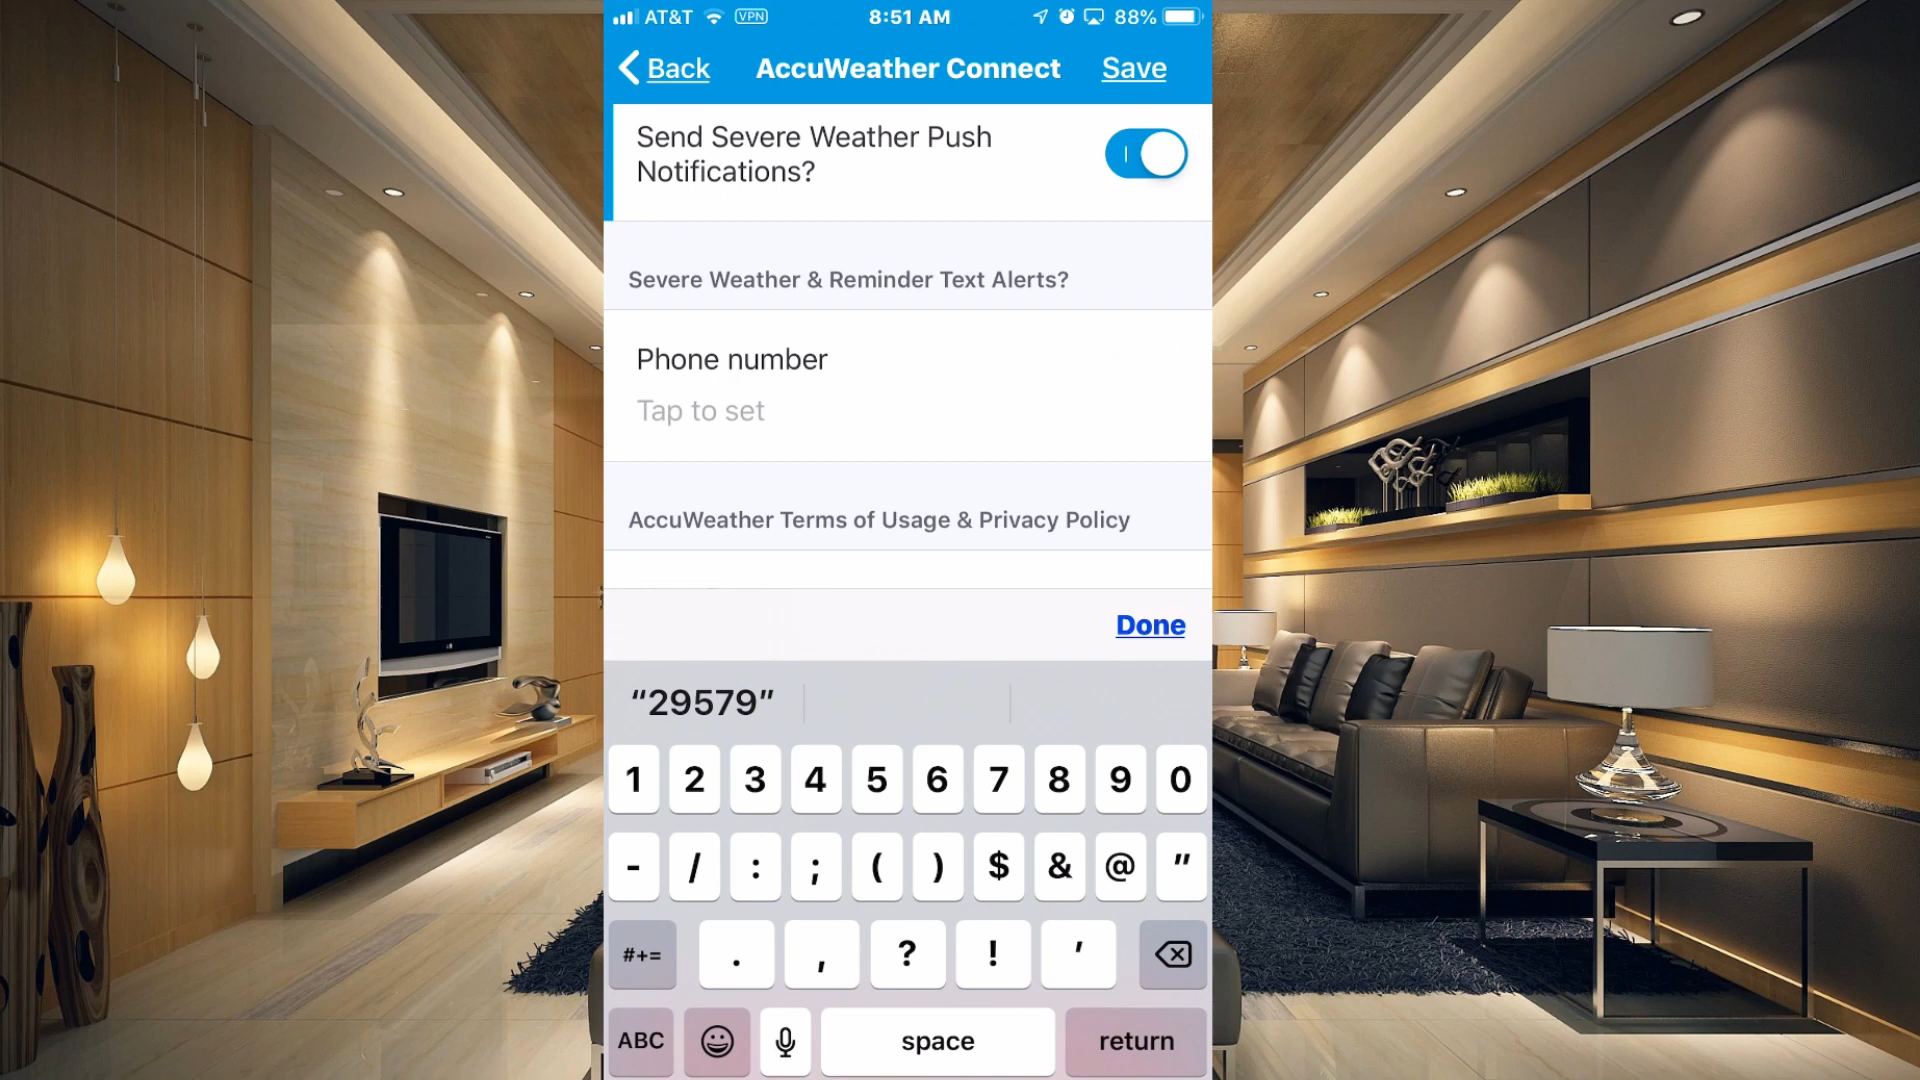 AT&T VPN 8:51 AM 88%
Back AccuWeather Connect Save
Send Severe Weather Push
Notifications?
Severe Weather & Reminder Text Alerts?
Phone number
Tap to set
AccuWeather Terms of Usage & Privacy Policy
Done
“29579”
1 2 3 4 5 6 7 8 9 0
- / : ; ( ) $ & @ "
#+= . , ? ! '
ABC space return